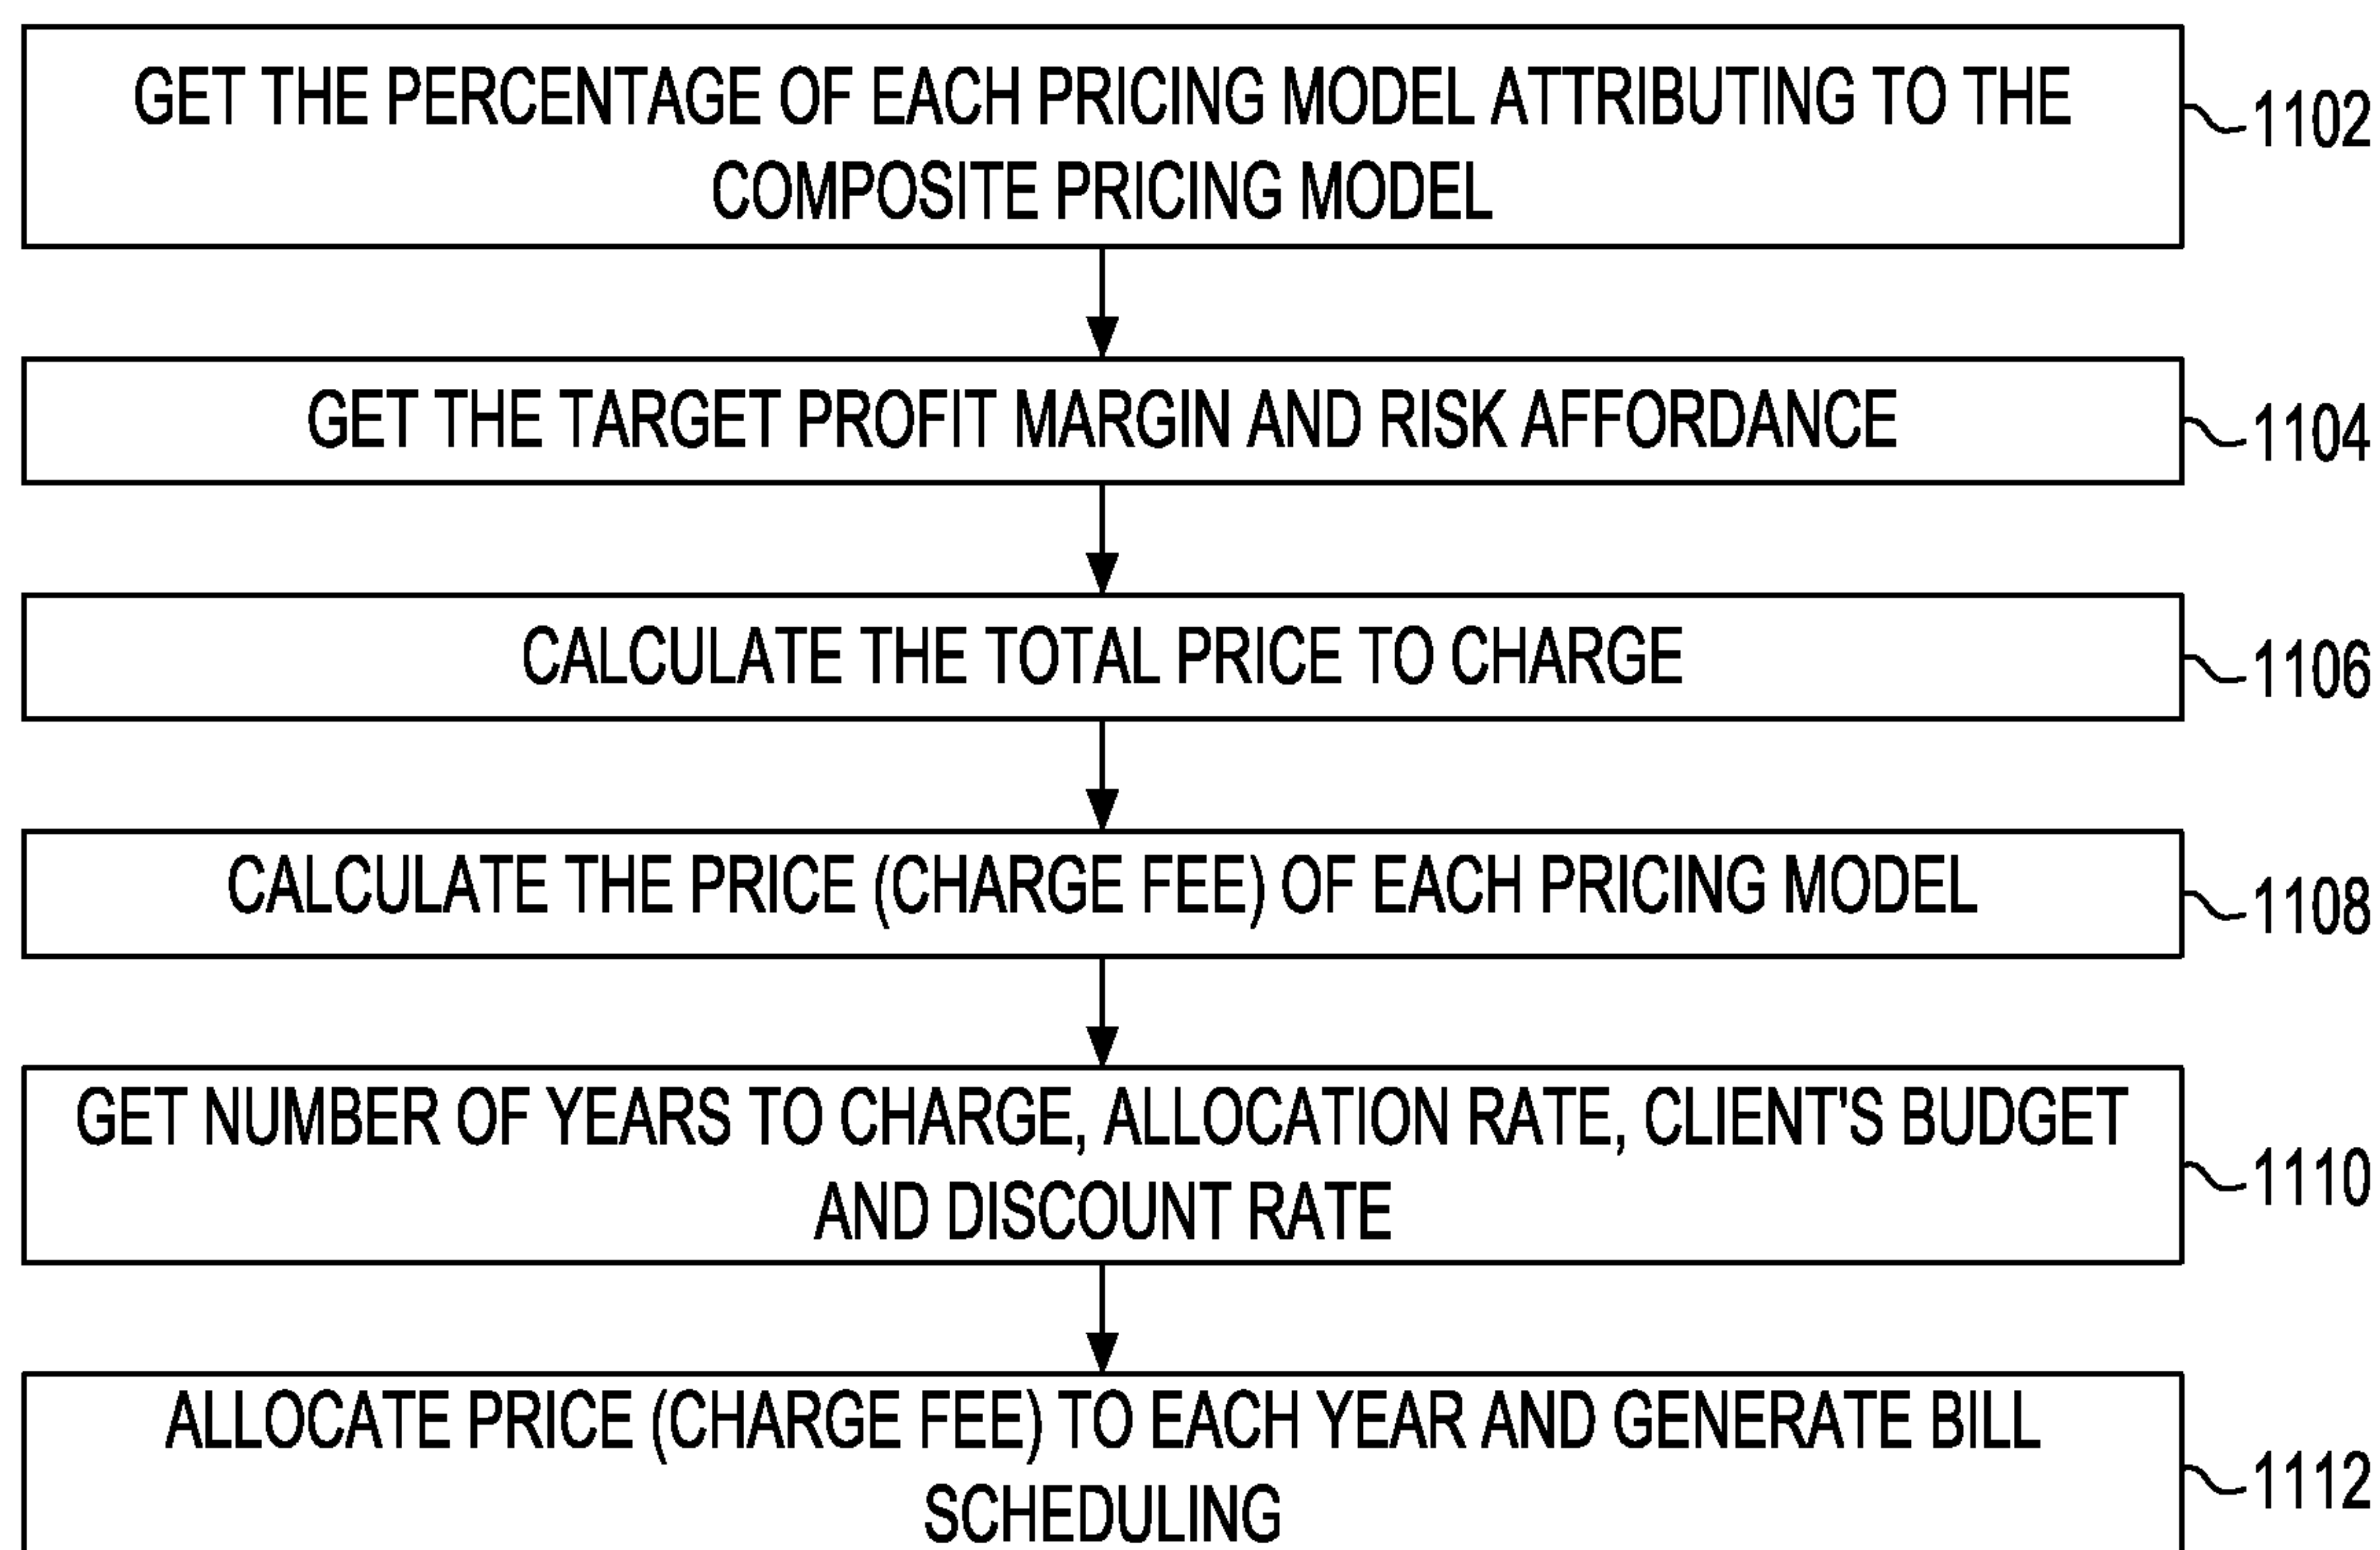 GET THE PERCENTAGE OF EACH PRICING MODEL ATTRIBUTING TO THE
COMPOSITE PRICING MODEL
1102
GET THE TARGET PROFIT MARGIN AND RISK AFFORDANCE
1104
CALCULATE THE TOTAL PRICE TO CHARGE
1106
CALCULATE THE PRICE (CHARGE FEE) OF EACH PRICING MODEL
1108
GET NUMBER OF YEARS TO CHARGE, ALLOCATION RATE, CLIENT'S BUDGET
AND DISCOUNT RATE
1110
ALLOCATE PRICE (CHARGE FEE) TO EACH YEAR AND GENERATE BILL
SCHEDULING
1112